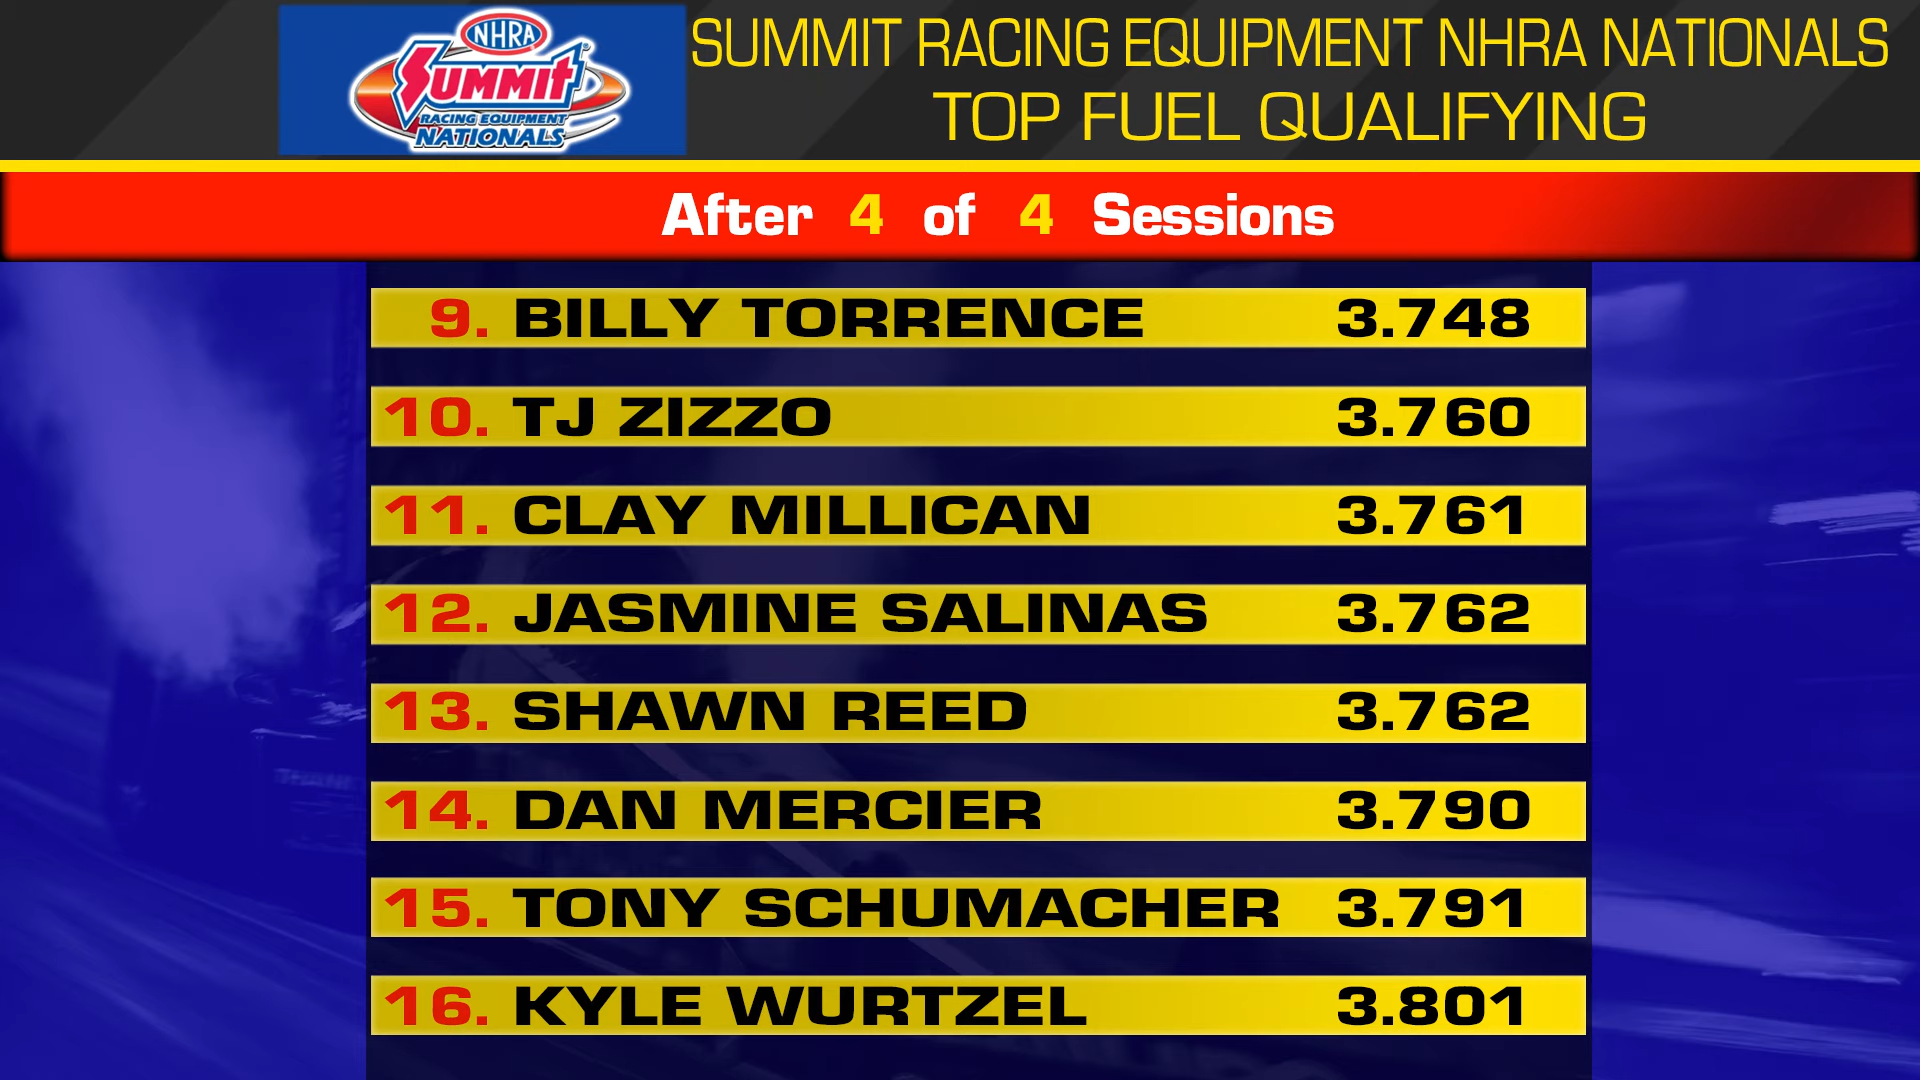 NHRA
SUMMIT
RACING EQUIPMENT
NATIONALS
SUMMIT RACING EQUIPMENT NHRA NATIONALS
TOP FUEL QUALIFYING
After 4 of 4 Sessions
9. BILLY TORRENCE 3.748
10. TJ ZIZZO 3.760
11. CLAY MILLICAN 3.761
12. JASMINE SALINAS 3.762
13. SHAWN REED 3.762
14. DAN MERCIER 3.790
15. TONY SCHUMACHER 3.791
16. KYLE WURTZEL 3.801